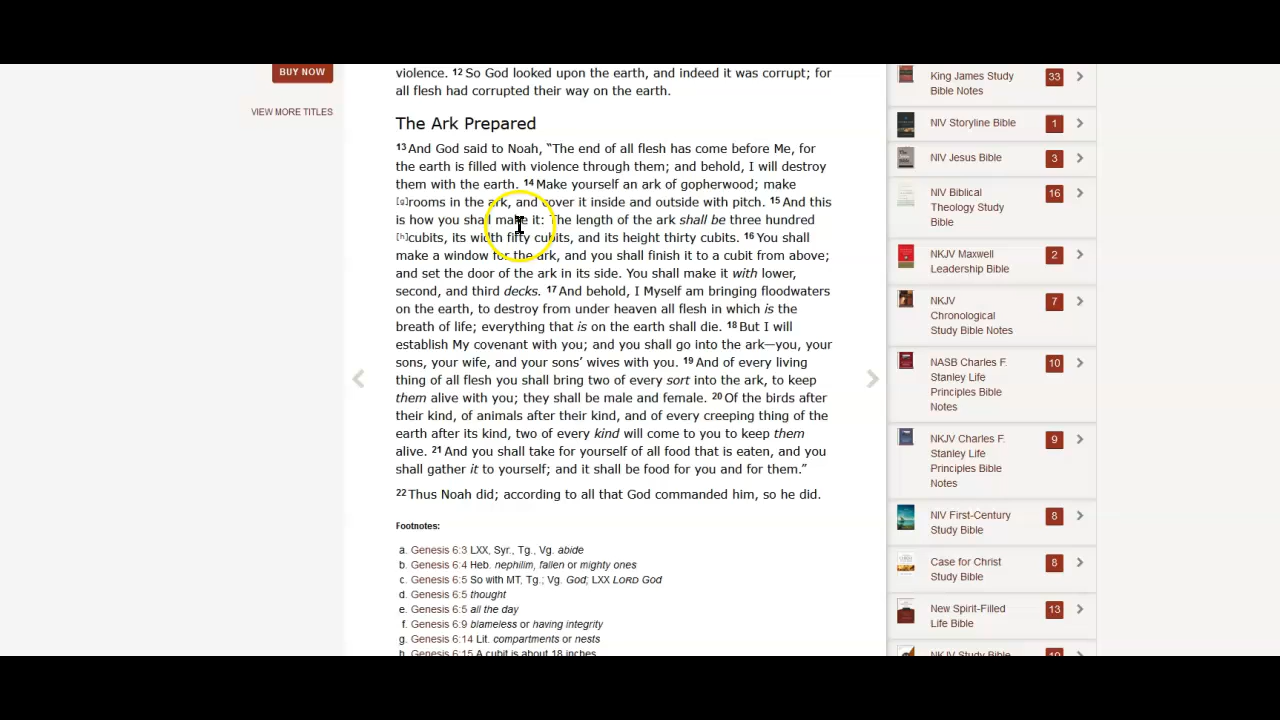 BUY NOW
VIEW MORE TITLES
violence. 12 So God looked upon the earth, and indeed it was corrupt; for
all flesh had corrupted their way on the earth.
The Ark Prepared
13 And God said to Noah, “The end of all flesh has come before Me, for
the earth is filled with violence through them; and behold, I will destroy
them with the earth. 14 Make yourself an ark of gopherwood; make
[g]rooms in the ark, and cover it inside and outside with pitch. 15 And this
is how you shall make it: The length of the ark shall be three hundred
[h]cubits, its width fifty cubits, and its height thirty cubits. 16 You shall
make a window for the ark, and you shall finish it to a cubit from above;
and set the door of the ark in its side. You shall make it with lower,
second, and third decks. 17 And behold, I Myself am bringing floodwaters
on the earth, to destroy from under heaven all flesh in which is the
breath of life; everything that is on the earth shall die. 18 But I will
establish My covenant with you; and you shall go into the ark—you, your
sons, your wife, and your sons’ wives with you. 19 And of every living
thing of all flesh you shall bring two of every sort into the ark, to keep
them alive with you; they shall be male and female. 20 Of the birds after
their kind, of animals after their kind, and of every creeping thing of the
earth after its kind, two of every kind will come to you to keep them
alive. 21 And you shall take for yourself of all food that is eaten, and you
shall gather it to yourself; and it shall be food for you and for them.”
22 Thus Noah did; according to all that God commanded him, so he did.
Footnotes:
a. Genesis 6:3 LXX, Syr., Tg., Vg. abide
b. Genesis 6:4 Heb. nephilim, fallen or mighty ones
c. Genesis 6:5 So with MT, Tg.; Vg. God; LXX LORD God
d. Genesis 6:5 thought
e. Genesis 6:5 all the day
f. Genesis 6:9 blameless or having integrity
g. Genesis 6:14 Lit. compartments or nests
h. Genesis 6:15 A cubit is about 18 inches.
King James Study 33
Bible Notes
NIV Storyline Bible 1
NIV Jesus Bible 3
NIV Biblical 16
Theology Study
Bible
NKJV Maxwell 2
Leadership Bible
NKJV 7
Chronological
Study Bible Notes
NASB Charles F. 10
Stanley Life
Principles Bible
Notes
NKJV Charles F. 9
Stanley Life
Principles Bible
Notes
NIV First-Century 8
Study Bible
Case for Christ 8
Study Bible
New Spirit-Filled 13
Life Bible
NKJV Study Bible 10